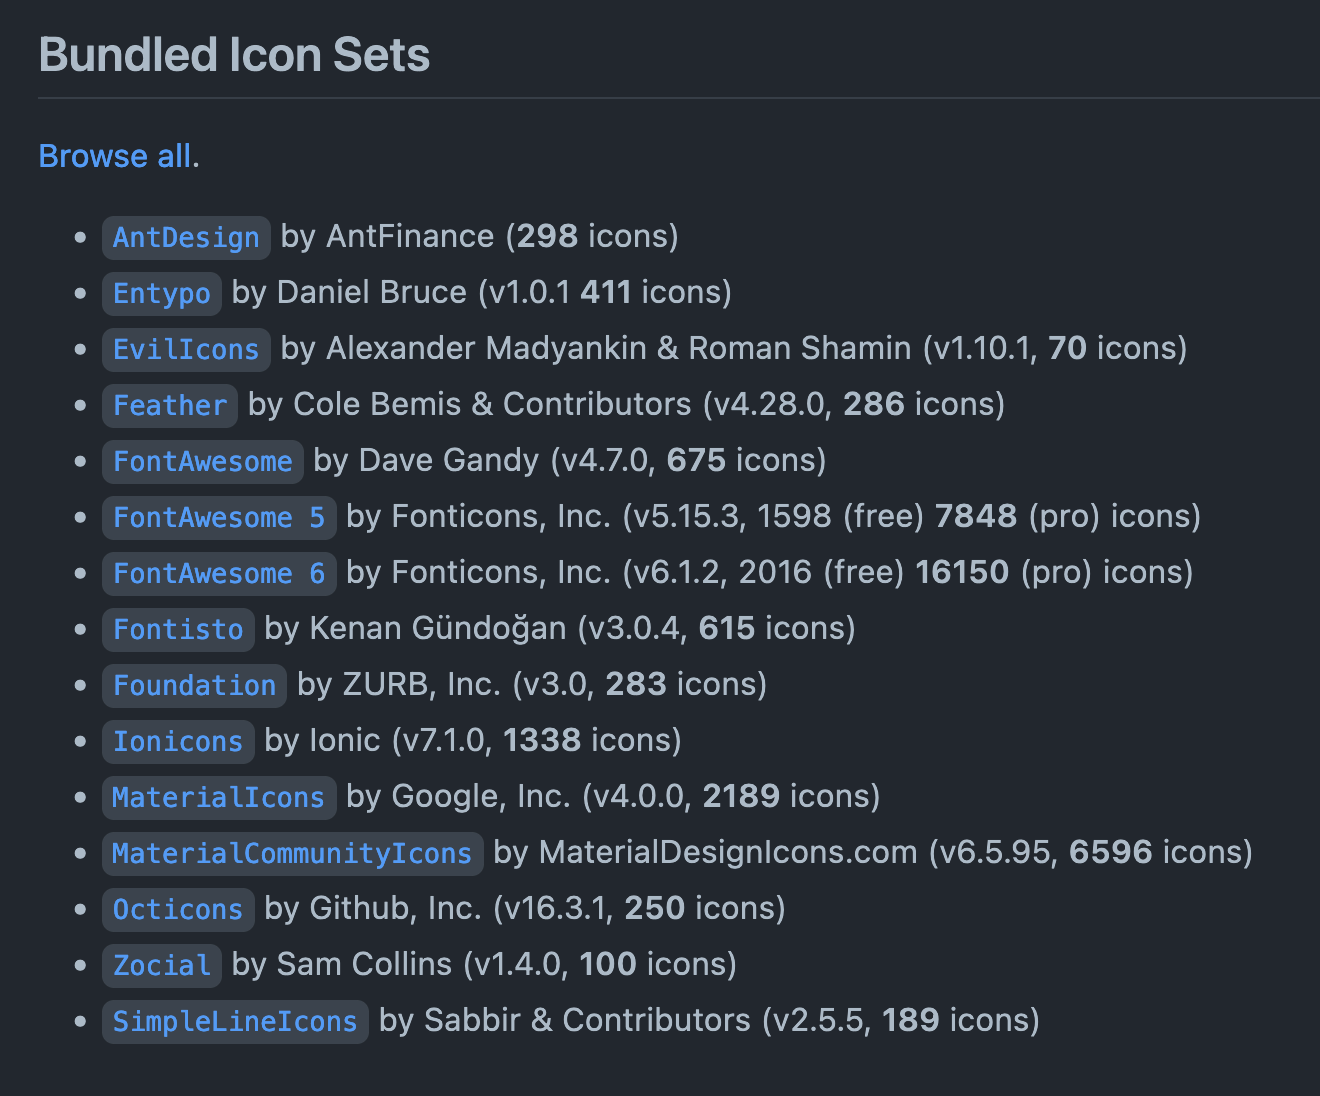 Bundled Icon Sets
Browse all.
• AntDesign by AntFinance (298 icons)
• Entypo by Daniel Bruce (v1.0.1 411 icons)
• EvilIcons by Alexander Madyankin & Roman Shamin (v1.10.1, 70 icons)
• Feather by Cole Bemis & Contributors (v4.28.0, 286 icons)
• FontAwesome by Dave Gandy (v4.7.0, 675 icons)
• FontAwesome 5 by Fonticons, Inc. (v5.15.3, 1598 (free) 7848 (pro) icons)
• FontAwesome 6 by Fonticons, Inc. (v6.1.2, 2016 (free) 16150 (pro) icons)
• Fontisto by Kenan Gündoğan (v3.0.4, 615 icons)
• Foundation by ZURB, Inc. (v3.0, 283 icons)
• Ionicons by Ionic (v7.1.0, 1338 icons)
• MaterialIcons by Google, Inc. (v4.0.0, 2189 icons)
• MaterialCommunityIcons by MaterialDesignIcons.com (v6.5.95, 6596 icons)
• Octicons by Github, Inc. (v16.3.1, 250 icons)
• Zocial by Sam Collins (v1.4.0, 100 icons)
• SimpleLineIcons by Sabbir & Contributors (v2.5.5, 189 icons)